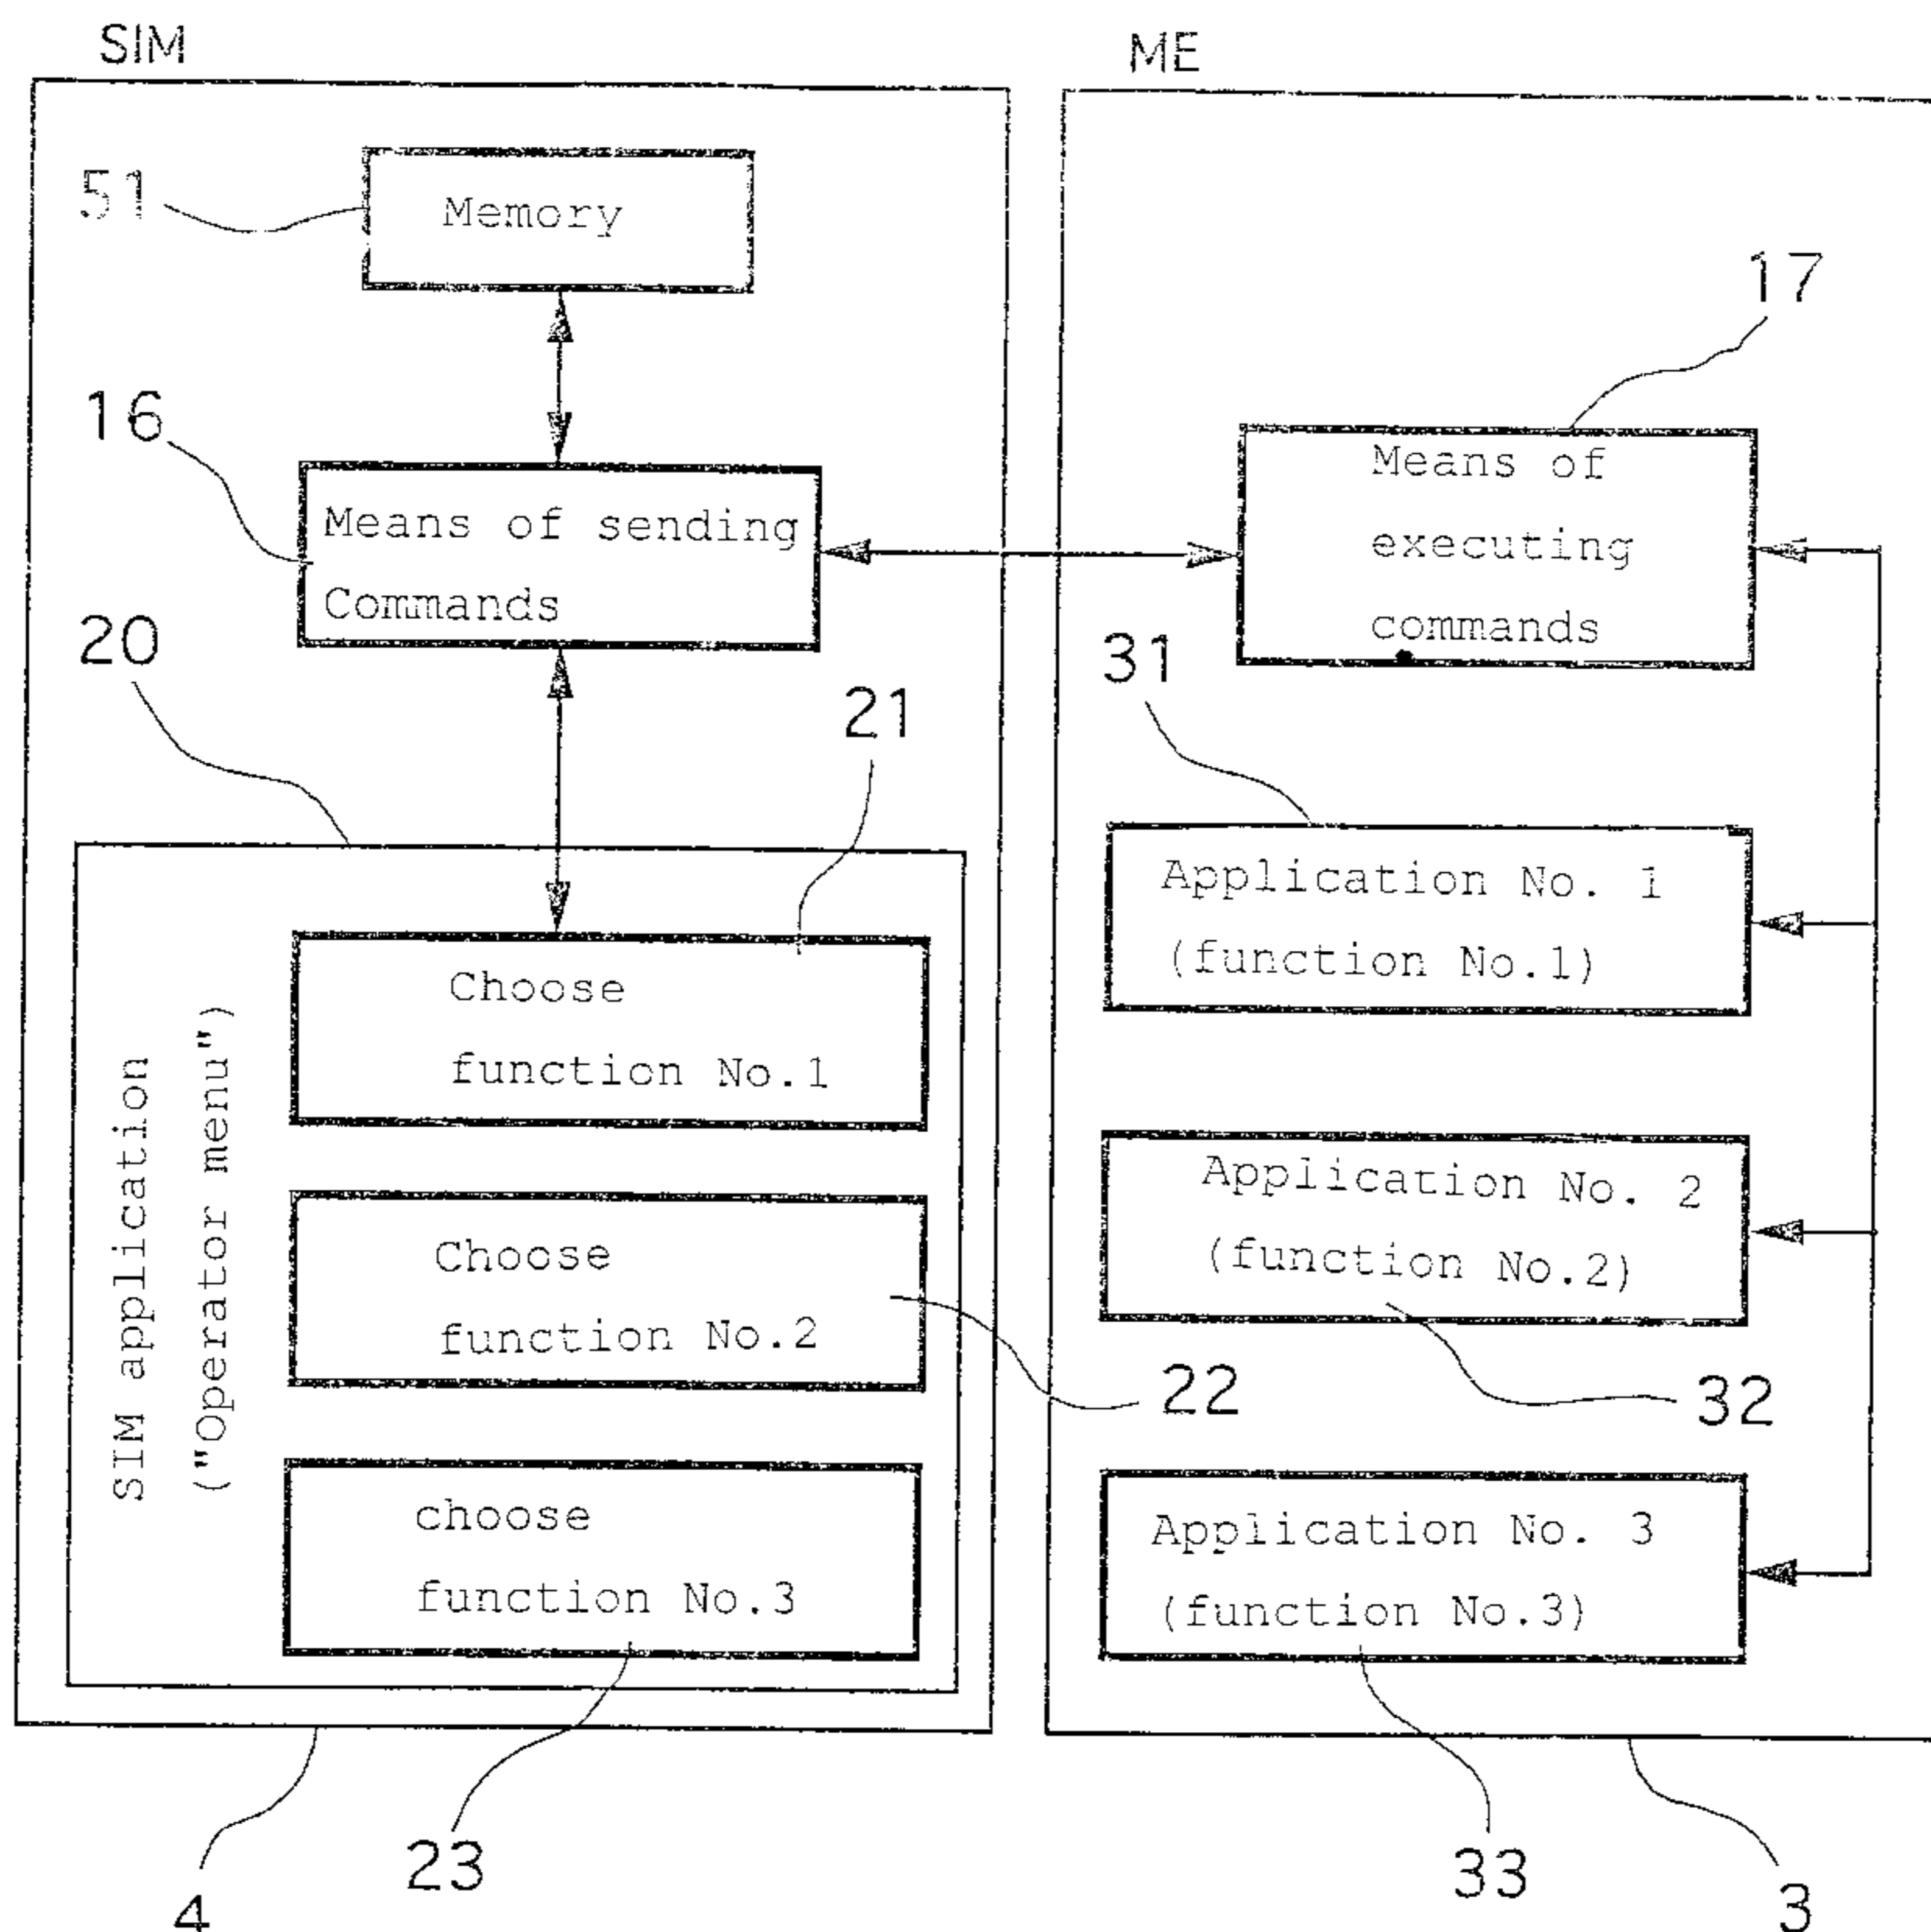 SIM
51
Memory
16
Means of sending
Commands
20
21
SIM application
("Operator menu")
Choose
function No.1
Choose
function No.2
22
choose
function No.3
23
4
ME
17
Means of
executing
commands
31
Application No. 1
(function No.1)
Application No. 2
(function No.2)
32
Application No. 3
(function No.3)
33
3